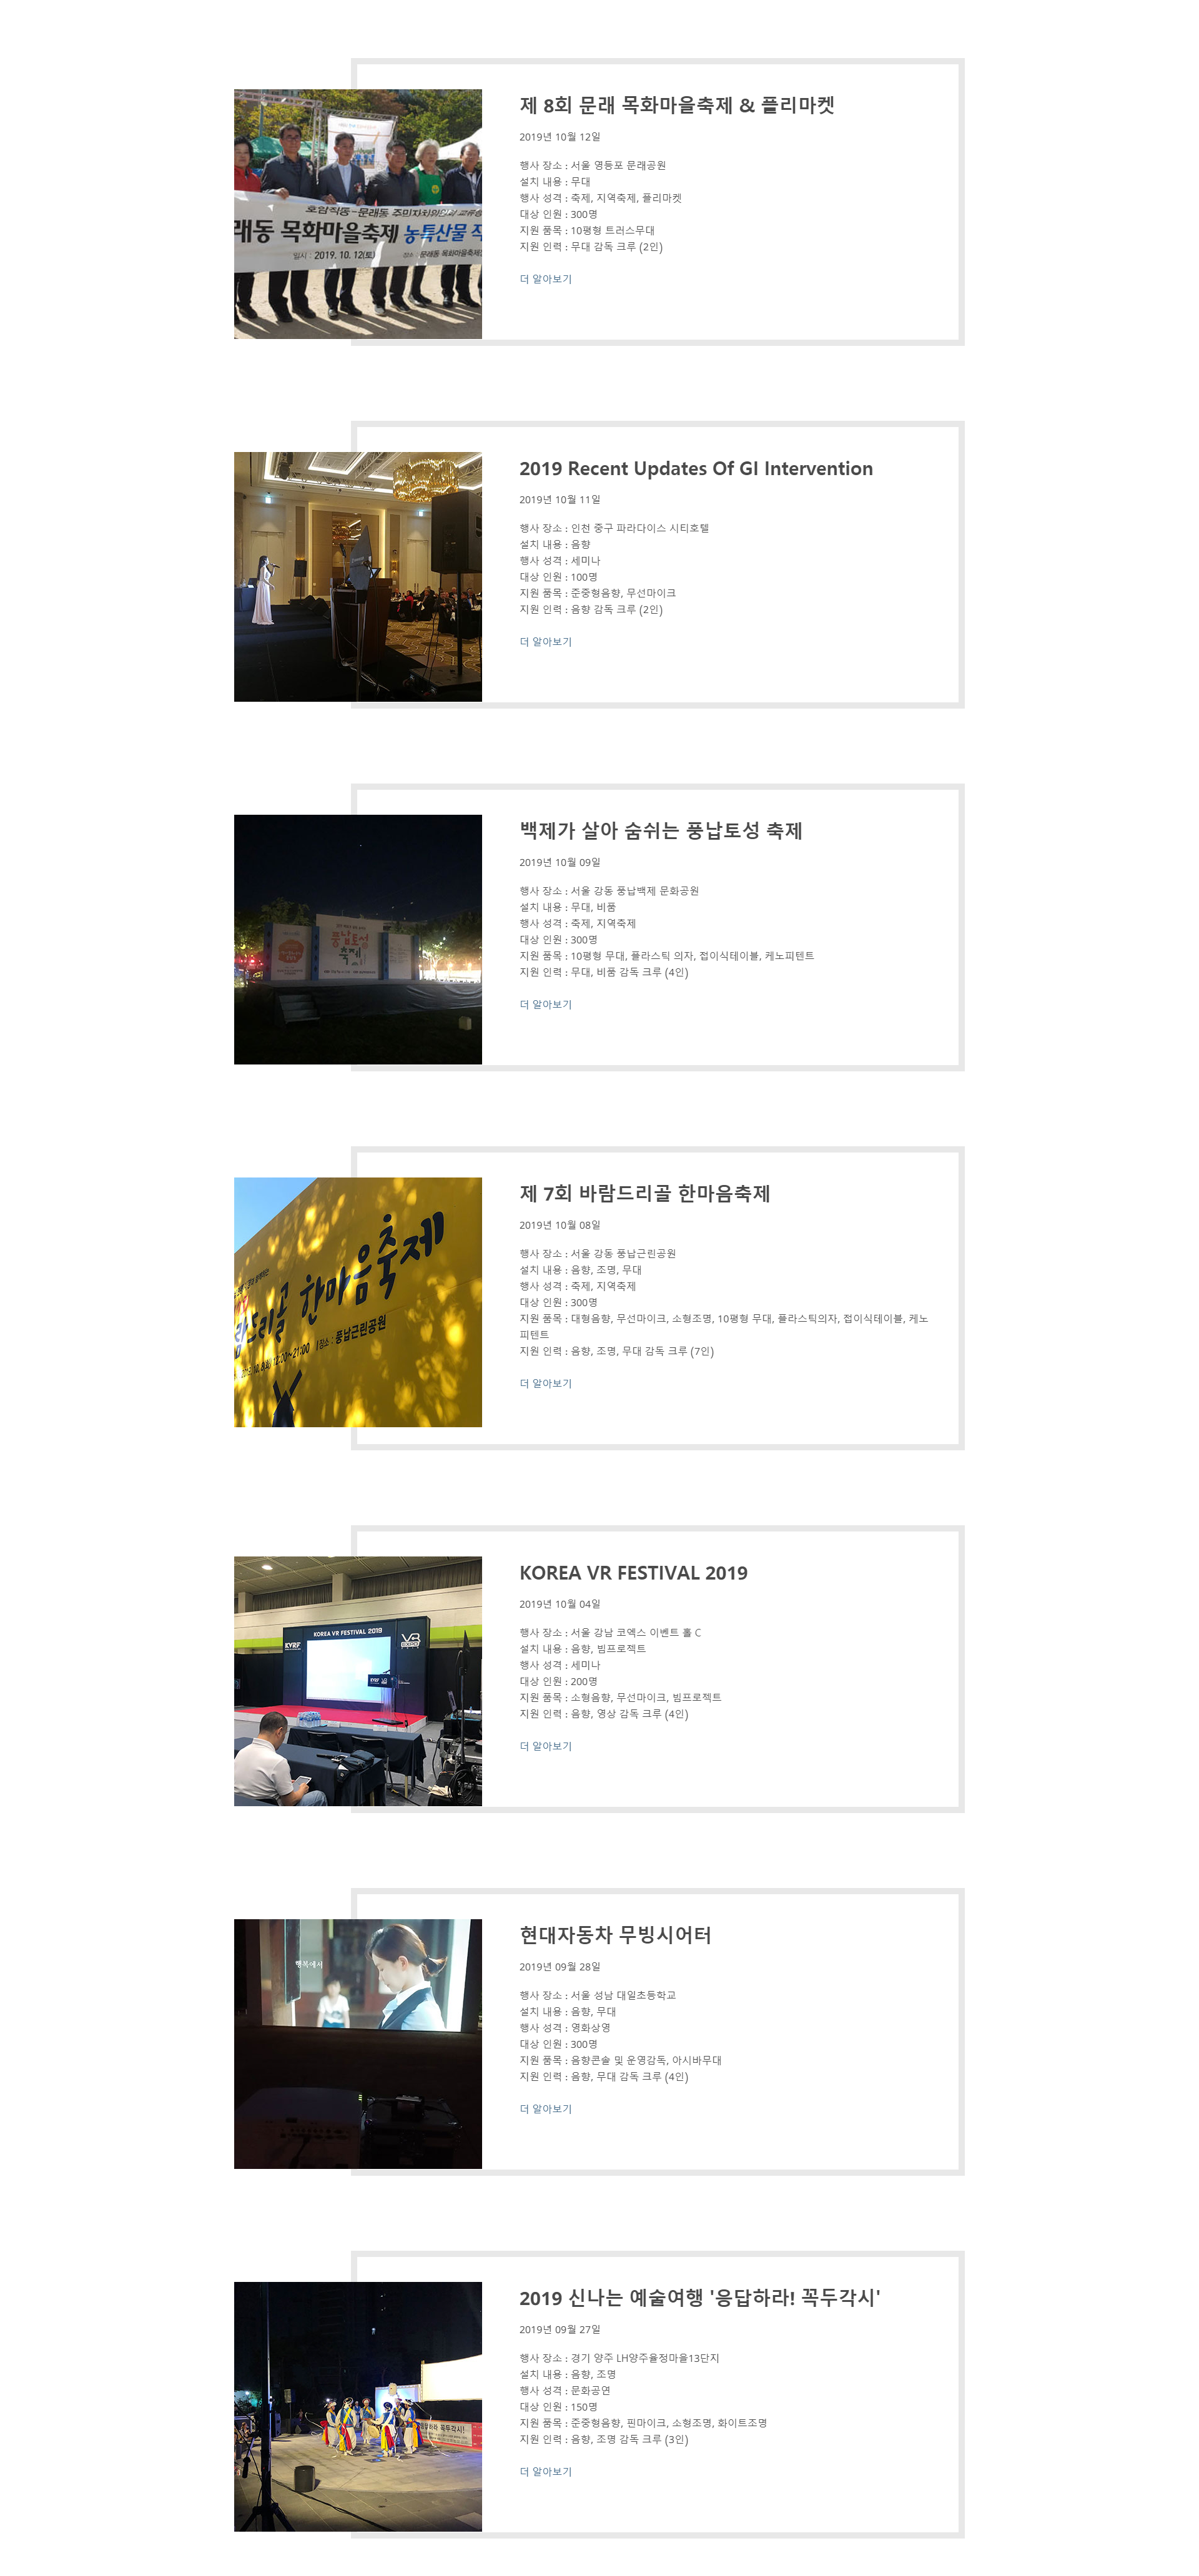 제 8회 문래 목화마을축제 & 플리마켓
2019년 10월 12일
행사 장소 : 서울 영등포 문래공원
설치 내용 : 무대
행사 성격 : 축제, 지역축제, 플리마켓
대상 인원 : 300명
지원 품목 : 10평형 트러스무대
지원 인력 : 무대 감독 크루 (2인)
더 알아보기
래동 목화마을축제 농특산물
일시 : 2019. 10. 12(토)
2019 Recent Updates Of GI Intervention
2019년 10월 11일
행사 장소 : 인천 중구 파라다이스 시티호텔
설치 내용 : 음향
행사 성격 : 세미나
대상 인원 : 100명
지원 품목 : 준중형음향, 무선마이크
지원 인력 : 음향 감독 크루 (2인)
더 알아보기
백제가 살아 숨쉬는 풍납토성 축제
2019년 10월 09일
행사 장소 : 서울 강동 풍납백제 문화공원
설치 내용 : 무대, 비품
행사 성격 : 축제, 지역축제
대상 인원 : 300명
지원 품목 : 10평형 무대, 플라스틱 의자, 접이식테이블, 케노피텐트
지원 인력 : 무대, 비품 감독 크루 (4인)
더 알아보기
풍납토성
축제
제 7회 바람드리골 한마음축제
2019년 10월 08일
행사 장소 : 서울 강동 풍납근린공원
설치 내용 : 음향, 조명, 무대
행사 성격 : 축제, 지역축제
대상 인원 : 300명
지원 품목 : 대형음향, 무선마이크, 소형조명, 10평형 무대, 플라스틱의자, 접이식테이블, 케노
피텐트
지원 인력 : 음향, 조명, 무대 감독 크루 (7인)
더 알아보기
람드리골 한마음축제
장소 : 풍납근린공원
KOREA VR FESTIVAL 2019
2019년 10월 04일
행사 장소 : 서울 강남 코엑스 이벤트 홀 C
설치 내용 : 음향, 빔프로젝트
행사 성격 : 세미나
대상 인원 : 200명
지원 품목 : 소형음향, 무선마이크, 빔프로젝트
지원 인력 : 음향, 영상 감독 크루 (4인)
더 알아보기
KOREA VR FESTIVAL 2019
KVRF
VR
현대자동차 무빙시어터
2019년 09월 28일
행사 장소 : 서울 성남 대일초등학교
설치 내용 : 음향, 무대
행사 성격 : 영화상영
대상 인원 : 300명
지원 품목 : 음향콘솔 및 운영감독, 아시바무대
지원 인력 : 음향, 무대 감독 크루 (4인)
더 알아보기
행복에서
2019 신나는 예술여행 '응답하라! 꼭두각시'
2019년 09월 27일
행사 장소 : 경기 양주 LH양주율정마을13단지
설치 내용 : 음향, 조명
행사 성격 : 문화공연
대상 인원 : 150명
지원 품목 : 준중형음향, 핀마이크, 소형조명, 화이트조명
지원 인력 : 음향, 조명 감독 크루 (3인)
더 알아보기
꼭두각시!